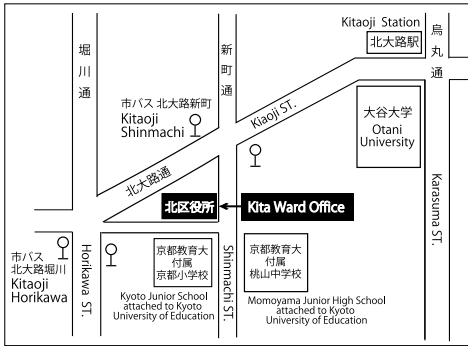 Kitaoji Station
北大路駅
烏丸通
堀川通
新町通
市バス 北大路新町
Kitaoji
Shinmachi
Kiaoji ST.
大谷大学
Otani
University
北大路通
北区役所
Kita Ward Office
Karasuma ST.
市バス
北大路堀川
Kitaoji
Horikawa
Horikawa ST.
京都教育大
付属
京都小学校
Shinmachi ST.
京都教育大
付属
桃山中学校
Kyoto Junior School
attached to Kyoto
University of Education
Momoyama Junior High School
attached to Kyoto
University of Education